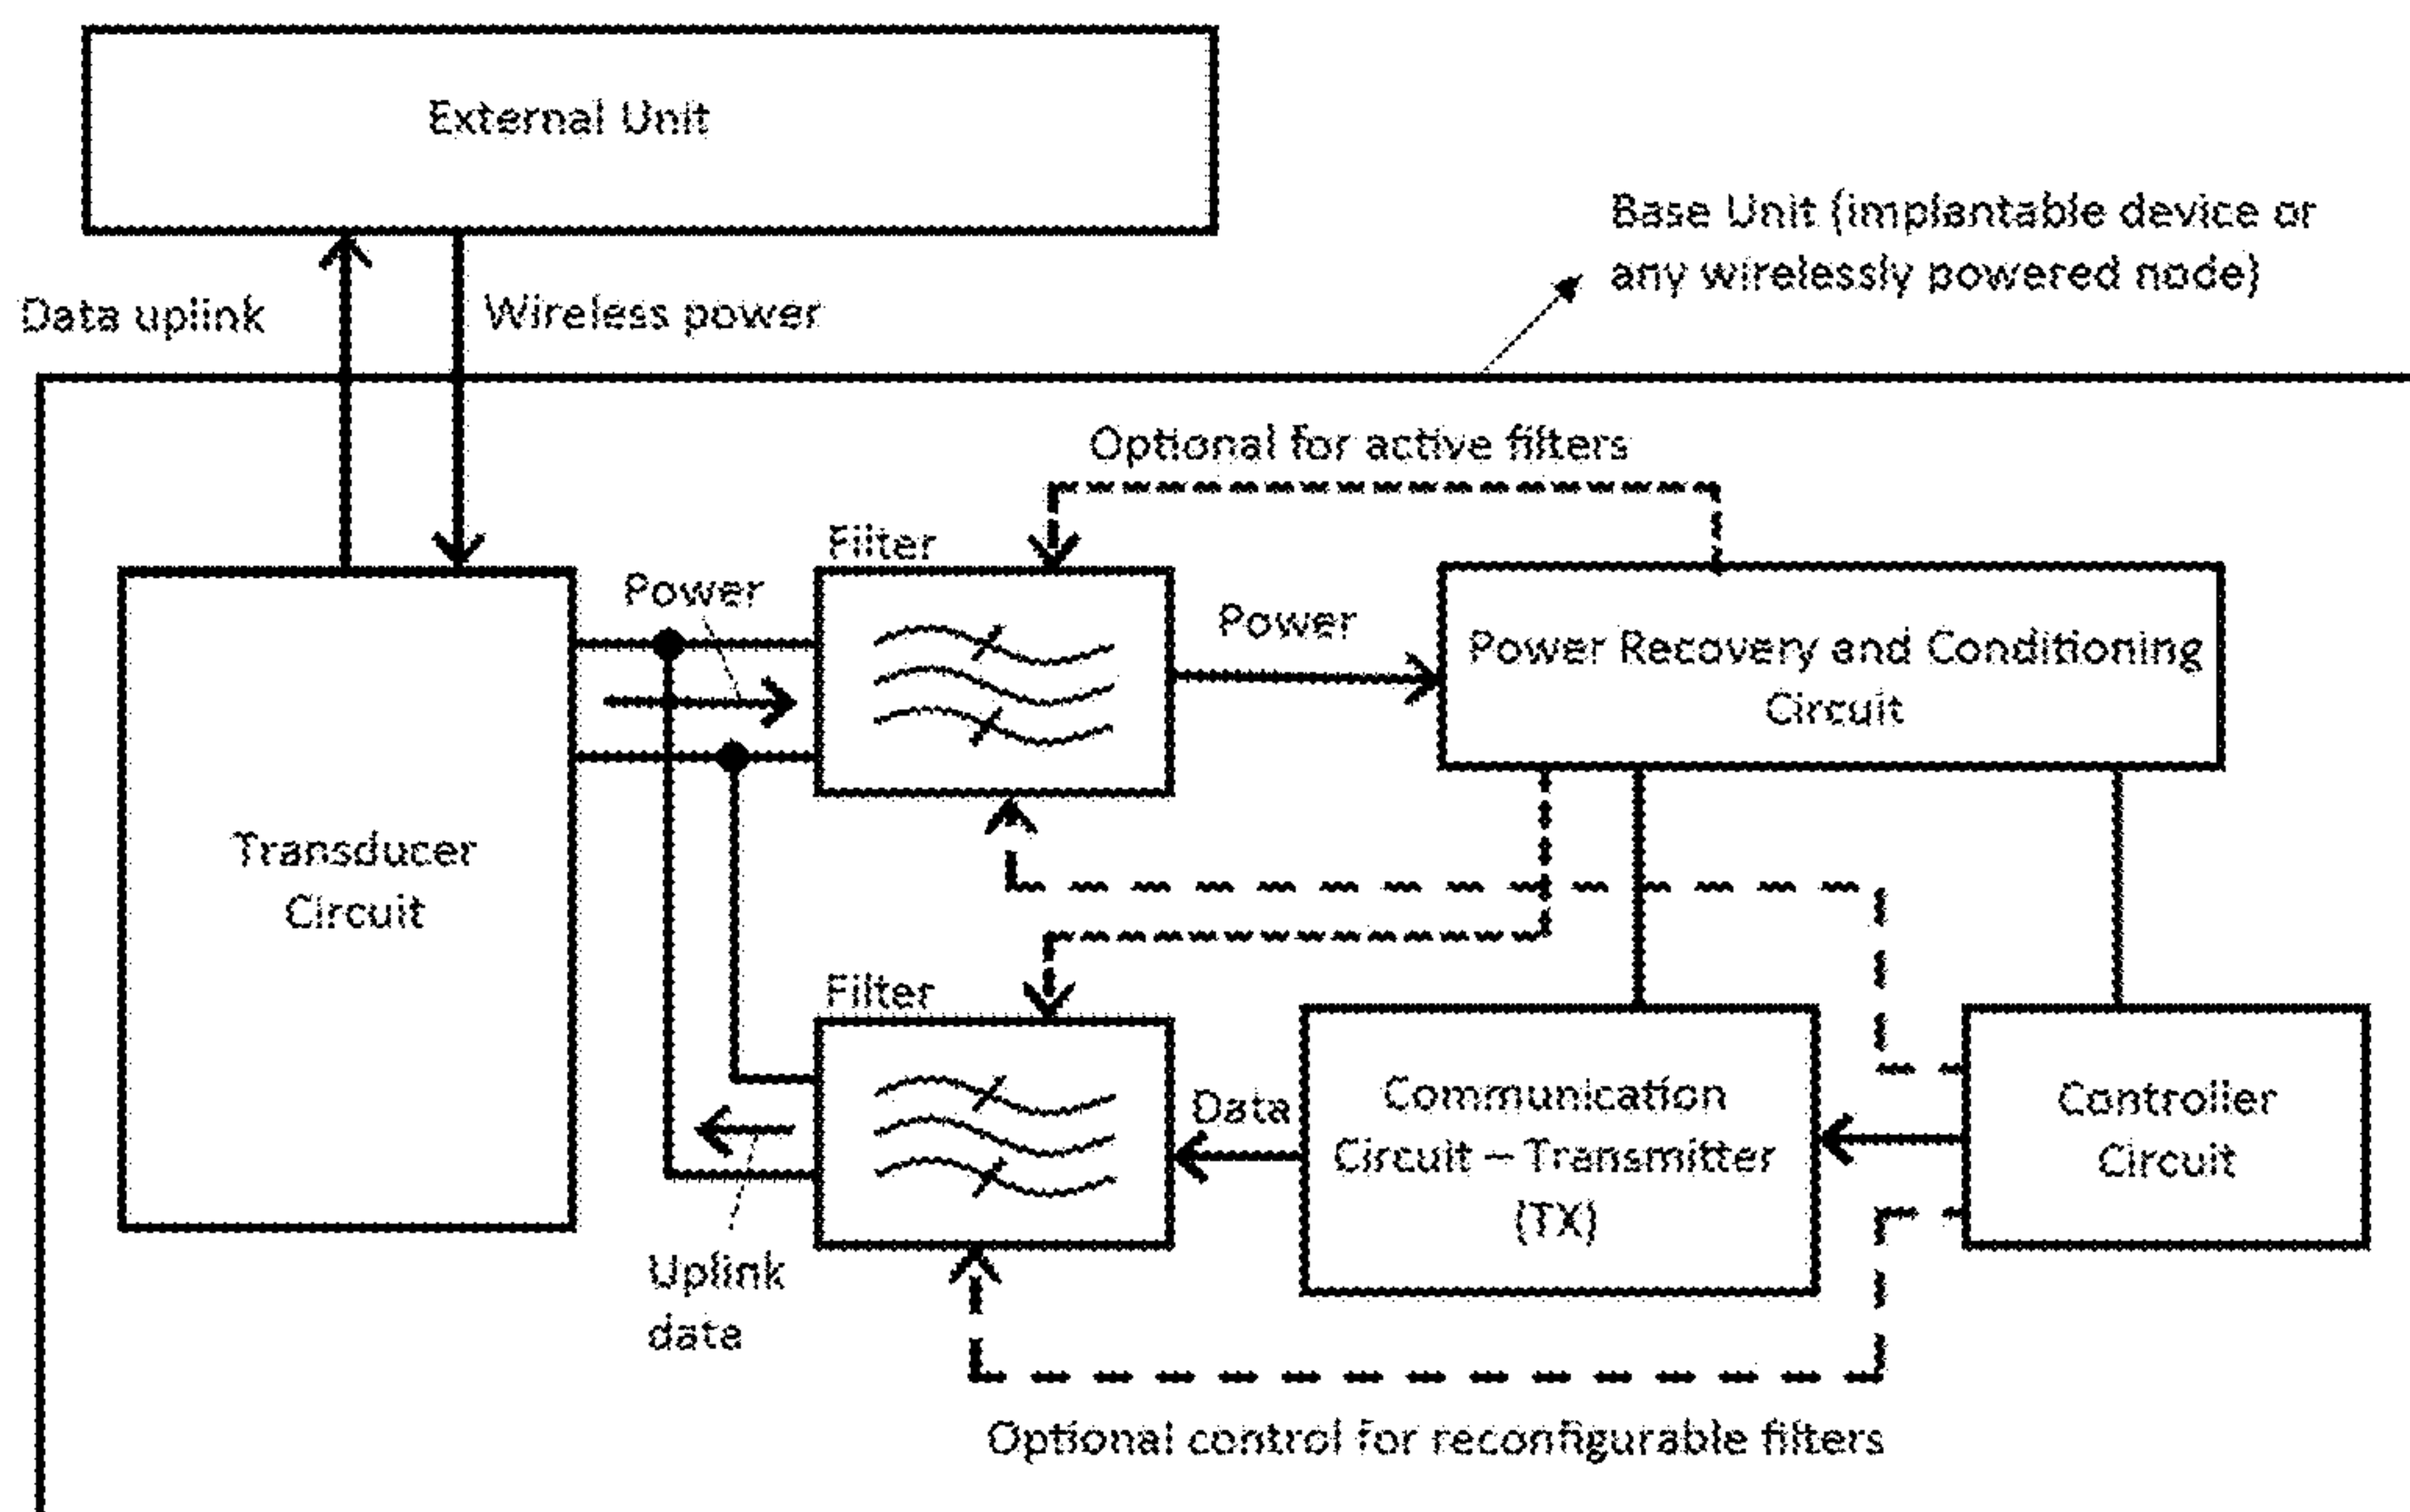 External Unit
Base Unit (implantable device or
any wirelessly powered node)
Data uplink
Wireless power
Optional for active filters
Filter
Power
Power
Power Recovery and Conditioning
Circuit
Transducer
Circuit
Filter
Data
Communication
Circuit – Transmitter
(TX)
Controller
Circuit
Uplink
data
Optional control for reconfigurable filters